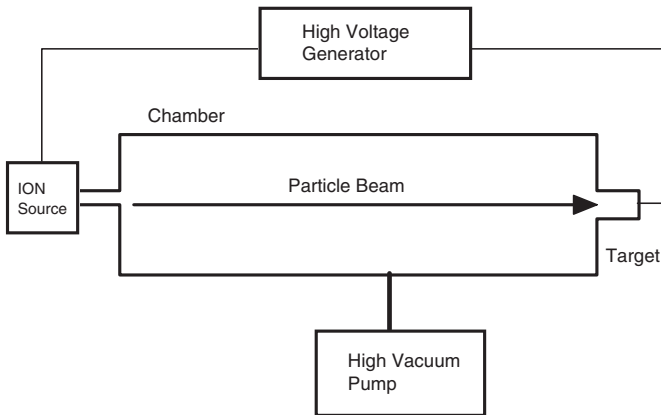 High Voltage
Generator
Chamber
ION
Source
Particle Beam
Target
High Vacuum
Pump